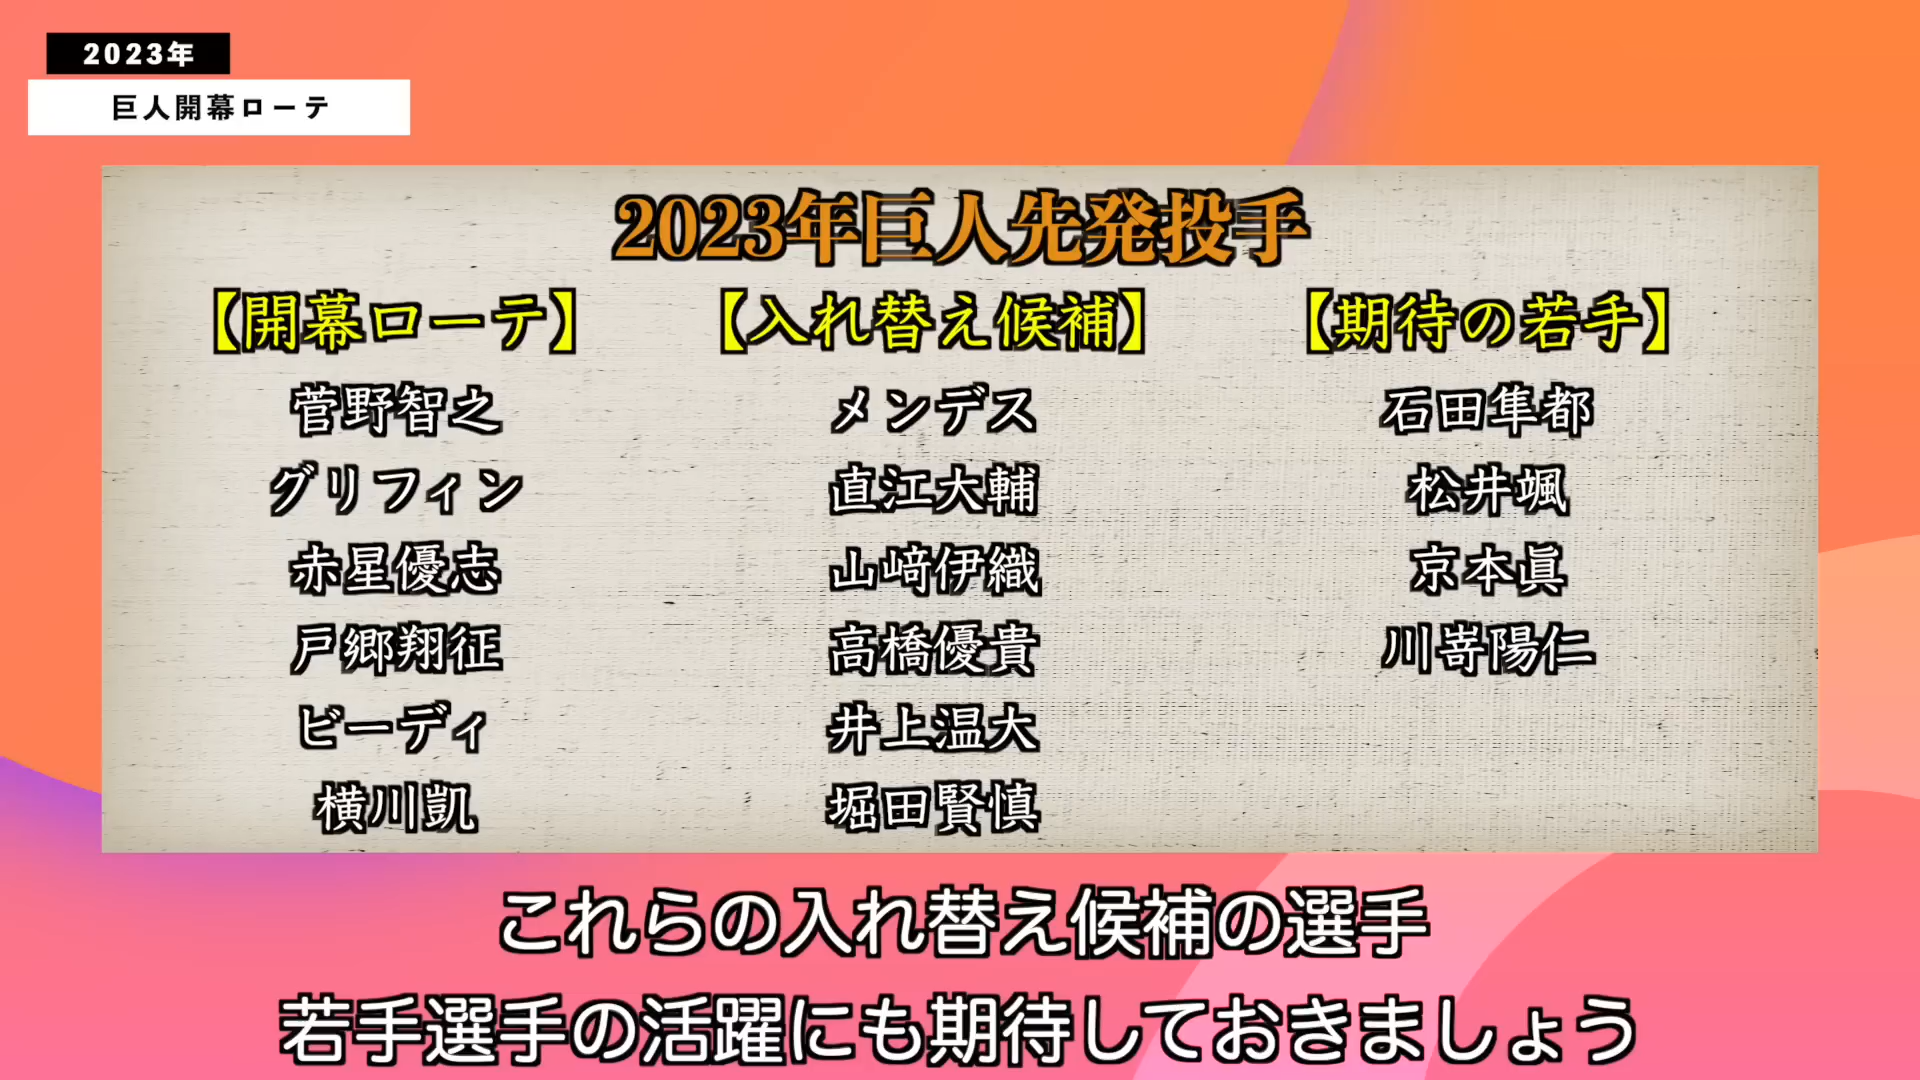 2023年
巨人開幕ローテ
2023年巨人先発投手
【開幕ローテ】
菅野智之
グリフィン
赤星優志
戸郷翔征
ビーディ
横川凱
【入れ替え候補】
メンデス
直江大輔
山﨑伊織
高橋優貴
井上温大
堀田賢慎
【期待の若手】
石田隼都
松井颯
京本眞
川嵜陽仁
これらの入れ替え候補の選手
若手選手の活躍にも期待しておきましょう